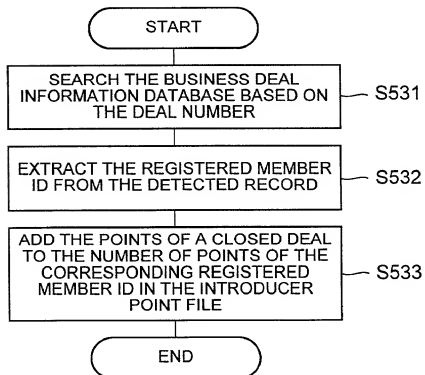 START
SEARCH THE BUSINESS DEAL
INFORMATION DATABASE BASED ON
THE DEAL NUMBER
S531
EXTRACT THE REGISTERED MEMBER
ID FROM THE DETECTED RECORD
S532
ADD THE POINTS OF A CLOSED DEAL
TO THE NUMBER OF POINTS OF THE
CORRESPONDING REGISTERED
MEMBER ID IN THE INTRODUCER
POINT FILE
S533
END